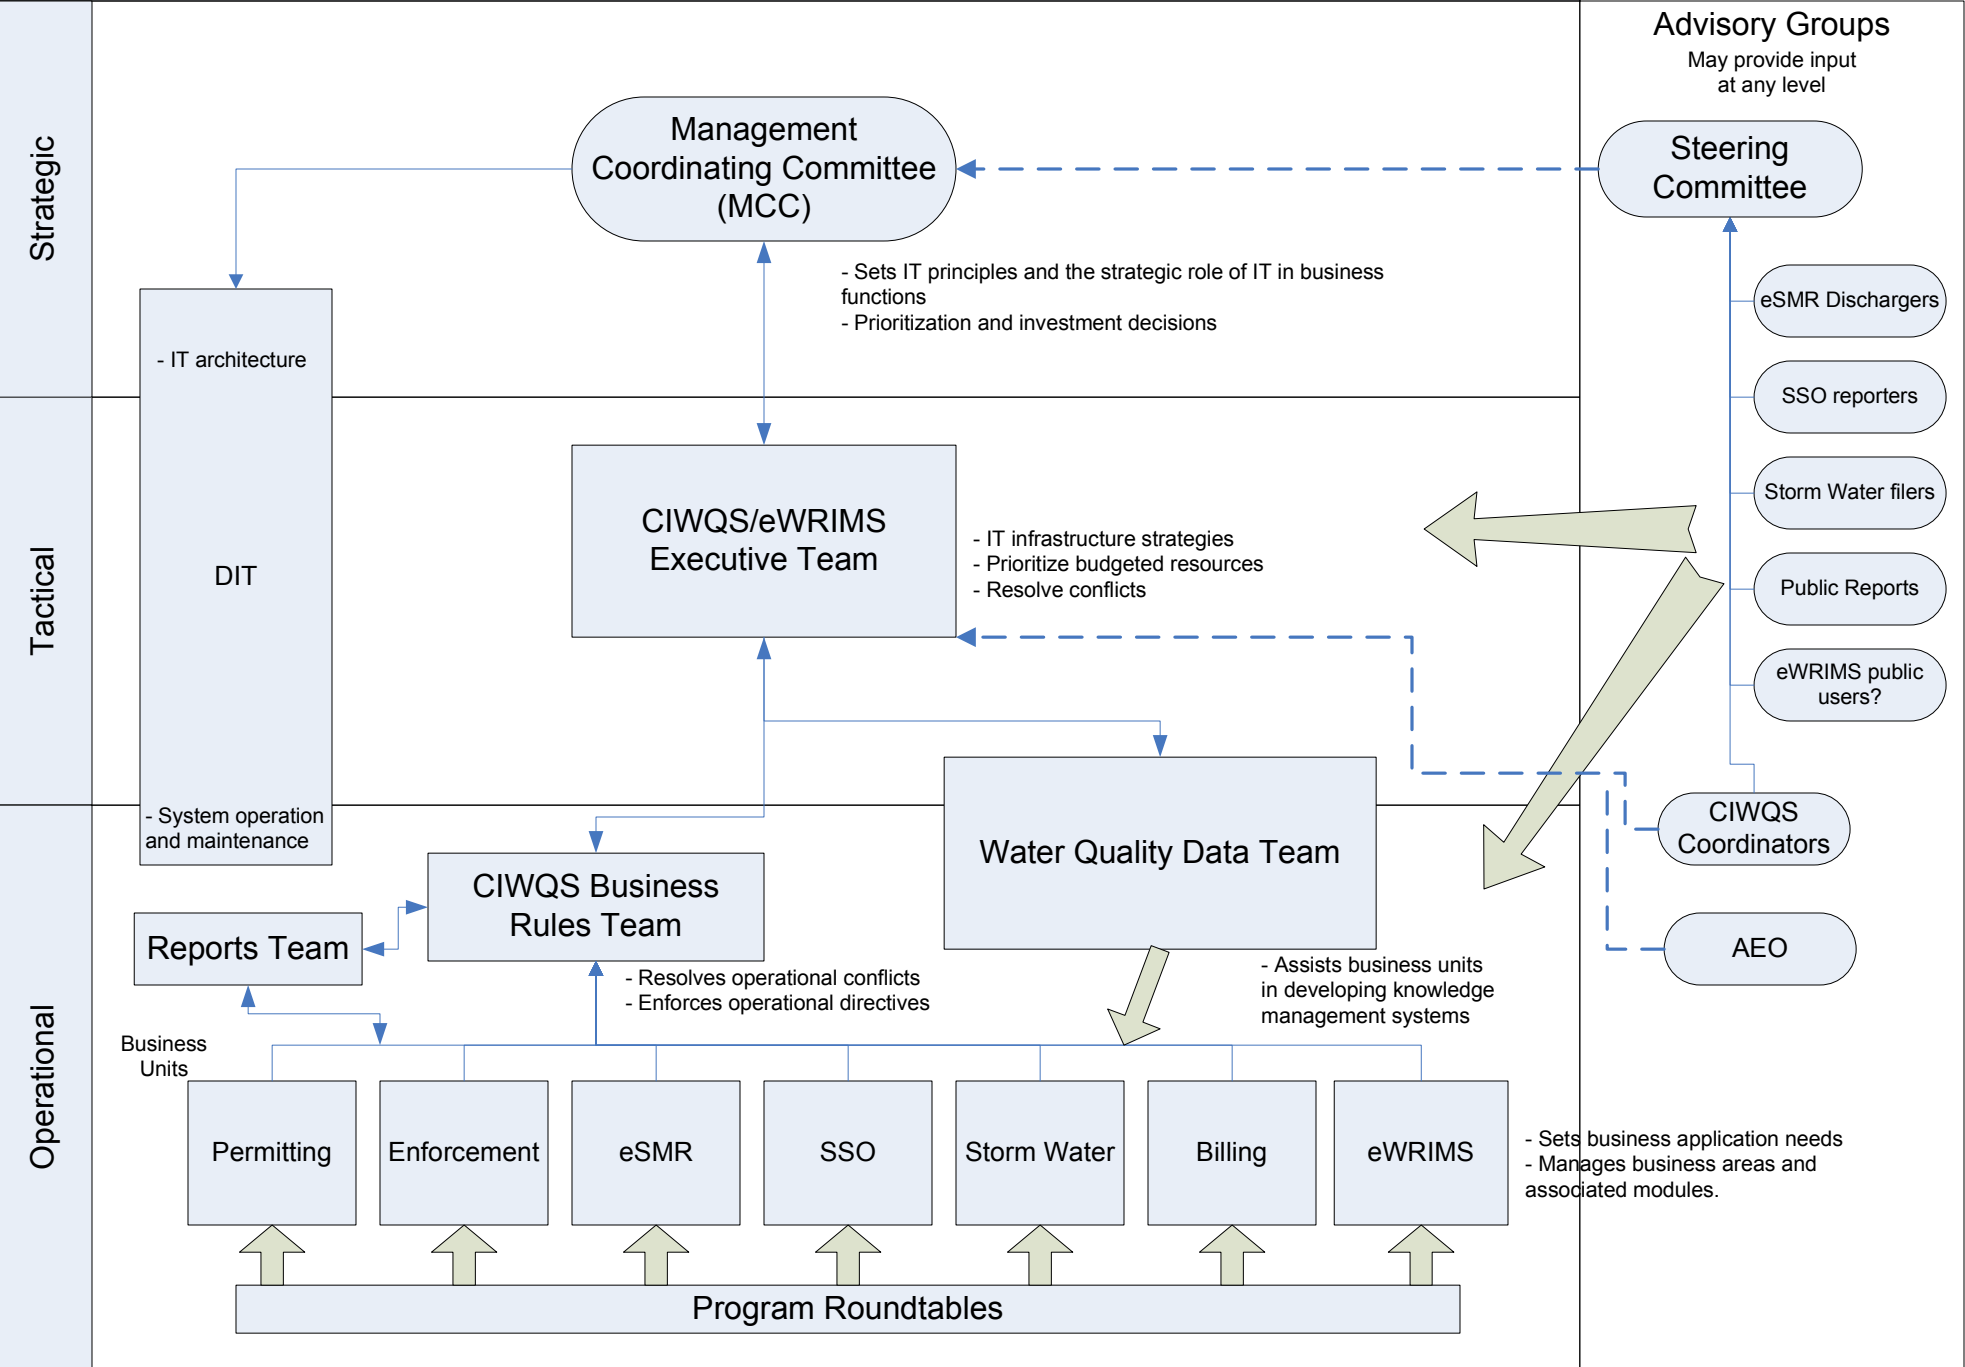 Advisory Groups
May provide input
at any level
Strategic
Management
Coordinating Committee
(MCC)
Steering
Committee
- Sets IT principles and the strategic role of IT in business
functions
- Prioritization and investment decisions
eSMR Dischargers
- IT architecture
SSO reporters
Tactical
DIT
CIWQS/eWRIMS
Executive Team
- IT infrastructure strategies
- Prioritize budgeted resources
- Resolve conflicts
Storm Water filers
Public Reports
eWRIMS public
users?
- System operation
and maintenance
CIWQS
Coordinators
Water Quality Data Team
CIWQS Business
Rules Team
Reports Team
AEO
- Resolves operational conflicts
- Enforces operational directives
- Assists business units
in developing knowledge
management systems
Operational
Business
Units
Permitting
Enforcement
eSMR
SSO
Storm Water
Billing
eWRIMS
- Sets business application needs
- Manages business areas and
associated modules.
Program Roundtables